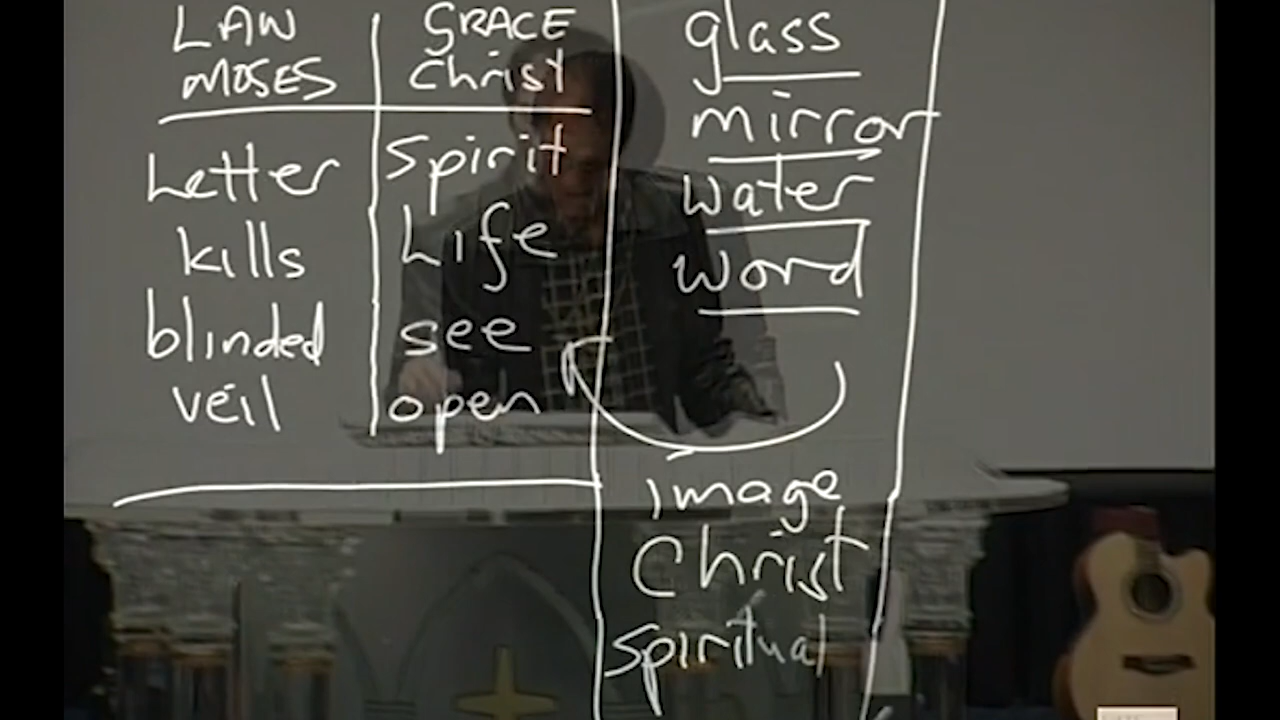 LAW
MOSES
GRACE
Christ
Letter
kills
blinded
veil
Spirit
Life
see
open
glass
mirror
water
word
image
Christ
Spiritual